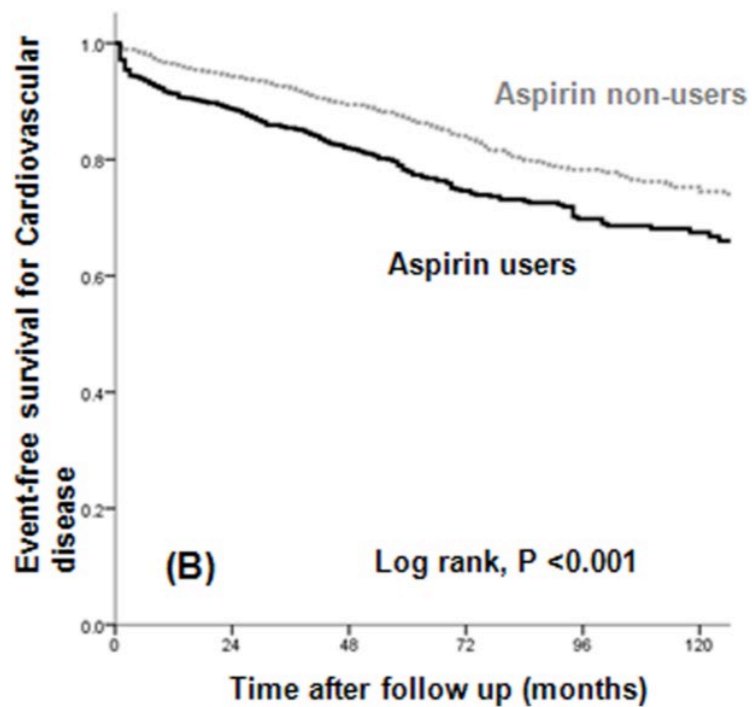 Event-free survival for Cardiovascular
disease
1.0
0.8
0.6
0.4
0.2
0.0
Aspirin non-users
Aspirin users
(B)
Log rank, P <0.001
0 24 48 72 96 120
Time after follow up (months)